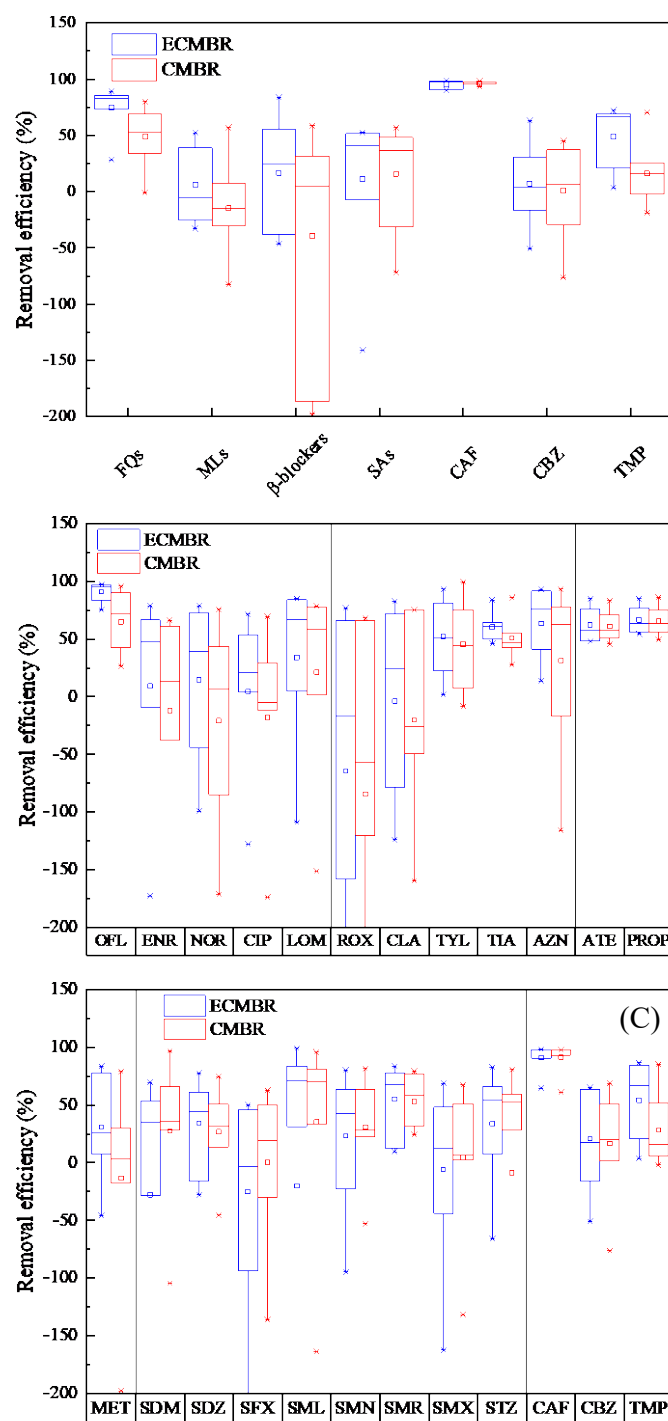 150
100
50
0
-50
-100
-150
-200
Removal efficiency (%)
ECMBR
CMBR
FQs
MLs
β-blockers
SAs
CAF
CBZ
TMP
150
100
50
0
-50
-100
-150
-200
Removal efficiency (%)
ECMBR
CMBR
OFL ENR NOR CIP LOM ROX CLA TYL TIA AZN ATE PROP
150
100
50
0
-50
-100
-150
-200
Removal efficiency (%)
ECMBR
CMBR
(C)
MET SDM SDZ SFX SML SMN SMR SMX STZ CAF CBZ TMP